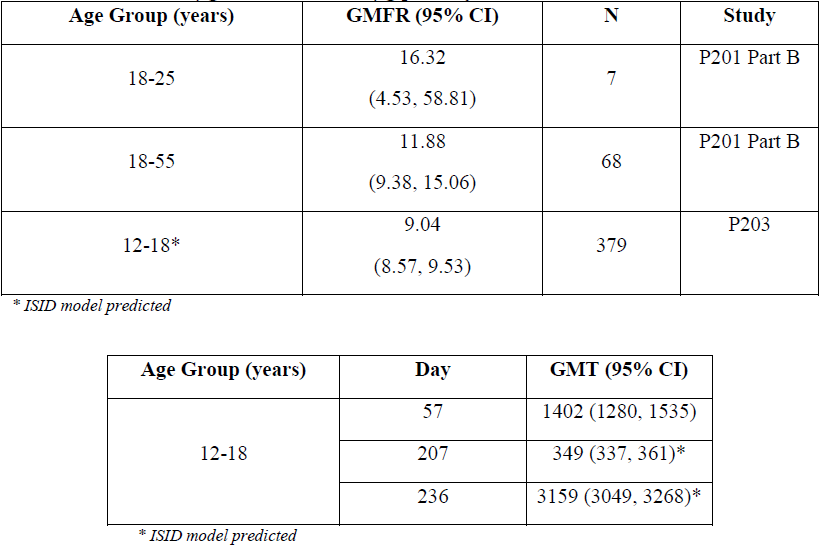 Age Group (years) GMFR (95% CI) N Study
18-25 16.32 (4.53, 58.81) 7 P201 Part B
18-55 11.88 (9.38, 15.06) 68 P201 Part B
12-18* 9.04 (8.57, 9.53) 379 P203
* ISID model predicted
Age Group (years) Day GMT (95% CI)
12-18 57 1402 (1280, 1535)
207 349 (337, 361)*
236 3159 (3049, 3268)*
* ISID model predicted